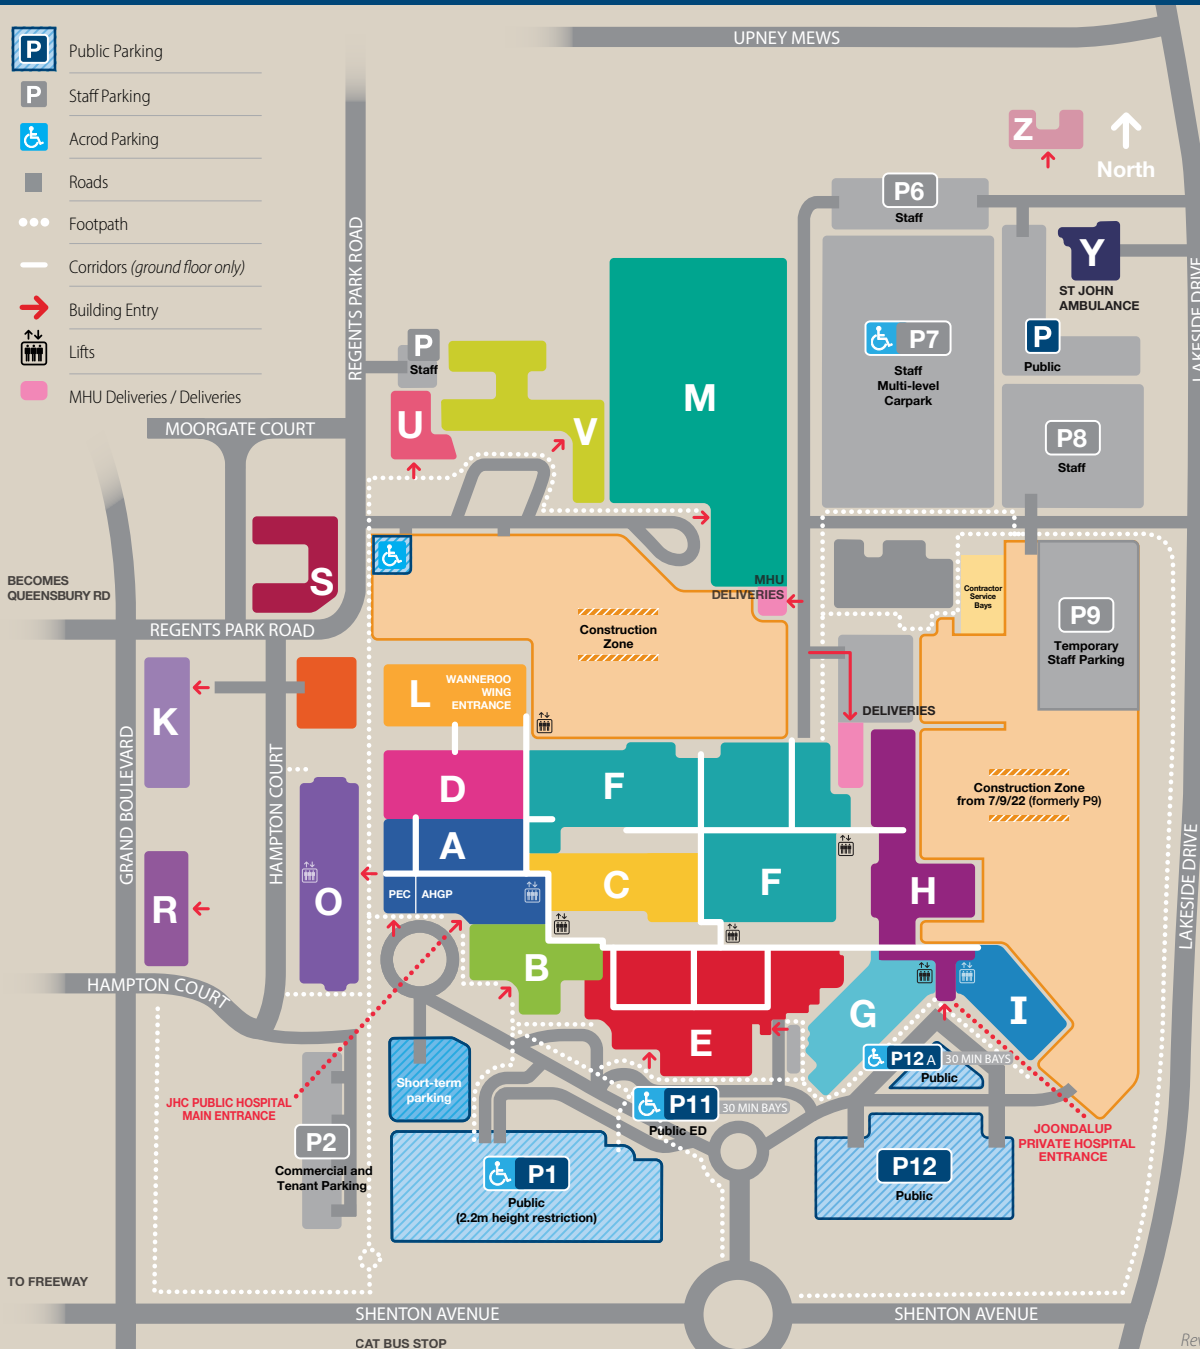 P Public Parking
P Staff Parking
Acrod Parking
Roads
Footpath
Corridors (ground floor only)
Building Entry
Lifts
MHU Deliveries / Deliveries
UPNEY MEWS
REGENTS PARK ROAD
Z
North
P6
Staff
Y
ST JOHN
AMBULANCE
LAKESIDE DRIVE
P7
Staff
Multi-level
Carpark
P
Public
P8
Staff
P
Staff
U
V
M
MOORGATE COURT
S
BECOMES
QUEENSBURY RD
REGENTS PARK ROAD
MHU
DELIVERIES
Construction
Zone
Contractor
Service
Bays
P9
Temporary
Staff Parking
K
L
WANNEROO
WING
ENTRANCE
DELIVERIES
GRAND BOULEVARD
HAMPTON COURT
D
F
Construction Zone
from 7/9/22 (formerly P9)
A
PEC
AHGP
C
F
H
O
R
LAKESIDE DRIVE
B
HAMPTON COURT
G
I
E
P12 A
30 MIN BAYS
Public
Short-term
parking
JHC PUBLIC HOSPITAL
MAIN ENTRANCE
P11
30 MIN BAYS
Public ED
P2
Commercial and
Tenant Parking
P1
Public
(2.2m height restriction)
P12
Public
JOONDALUP
PRIVATE HOSPITAL
ENTRANCE
TO FREEWAY
SHENTON AVENUE
SHENTON AVENUE
CAT BUS STOP